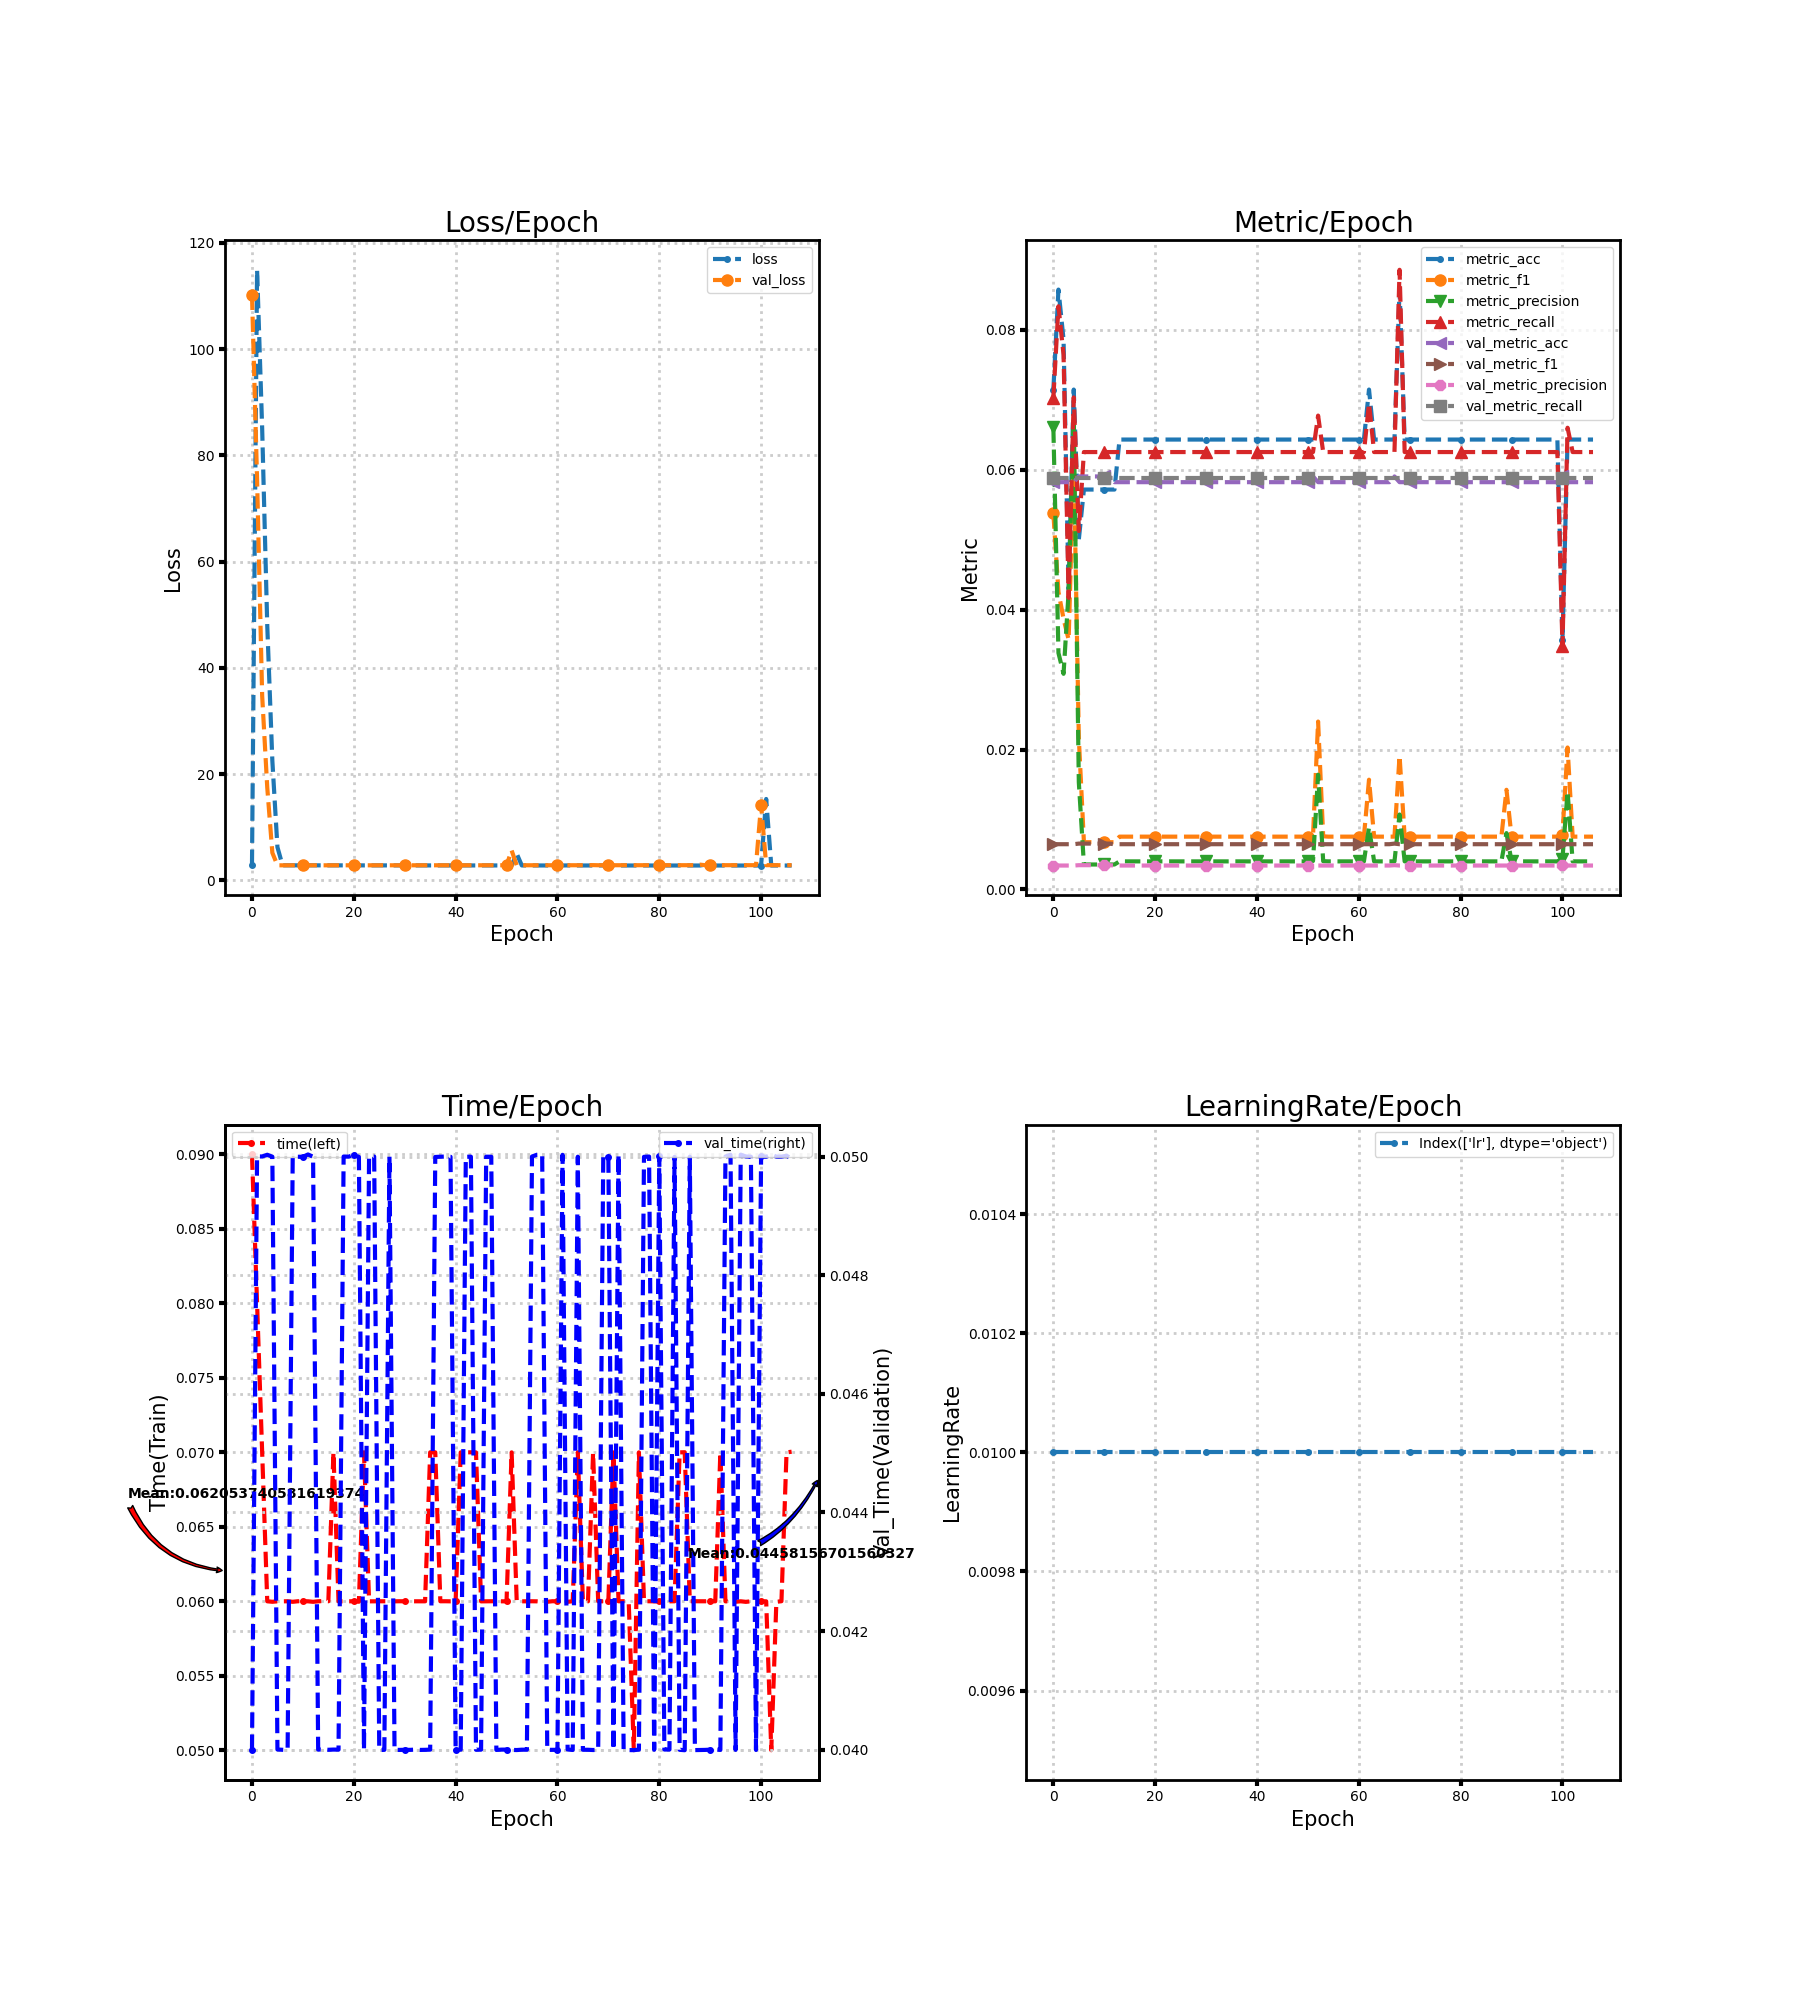 Loss/Epoch
120
100
80
60
40
20
0
Loss
loss
val_loss
0 20 40 60 80 100
Epoch
Metric/Epoch
0.08
0.06
0.04
0.02
0.00
Metric
metric_acc
metric_f1
metric_precision
metric_recall
val_metric_acc
val_metric_f1
val_metric_precision
val_metric_recall
0 20 40 60 80 100
Epoch
Time/Epoch
time(left)
val_time(right)
0.090
0.085
0.080
0.075
0.070
0.065
0.060
0.055
0.050
Time(Train)
0.050
0.048
0.046
0.044
0.042
0.040
Val_Time(Validation)
0 20 40 60 80 100
Epoch
LearningRate/Epoch
Index(['lr'], dtype='object')
0.0104
0.0102
0.0100
0.0098
0.0096
LearningRate
0 20 40 60 80 100
Epoch